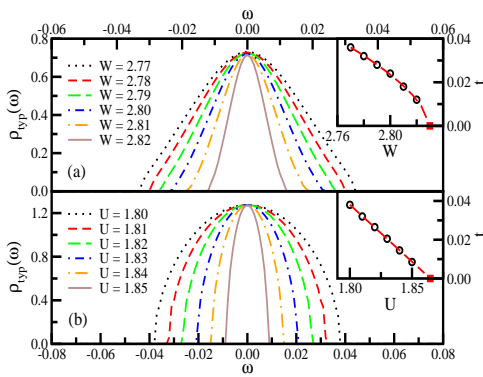 ω
-0.06 -0.04 -0.02 0.00 0.02 0.04 0.06
0.8
0.6
0.4
0.2
0.0
ρtyp(ω)
W = 2.77
W = 2.78
W = 2.79
W = 2.80
W = 2.81
W = 2.82
(a)
0.04
0.02
0.00
t
2.76 2.80
W
1.2
0.8
0.4
0.0
ρtyp(ω)
U = 1.80
U = 1.81
U = 1.82
U = 1.83
U = 1.84
U = 1.85
(b)
0.04
0.02
0.00
t
1.80 1.85
U
-0.08 -0.06 -0.04 -0.02 0.00 0.02 0.04 0.06 0.08
ω